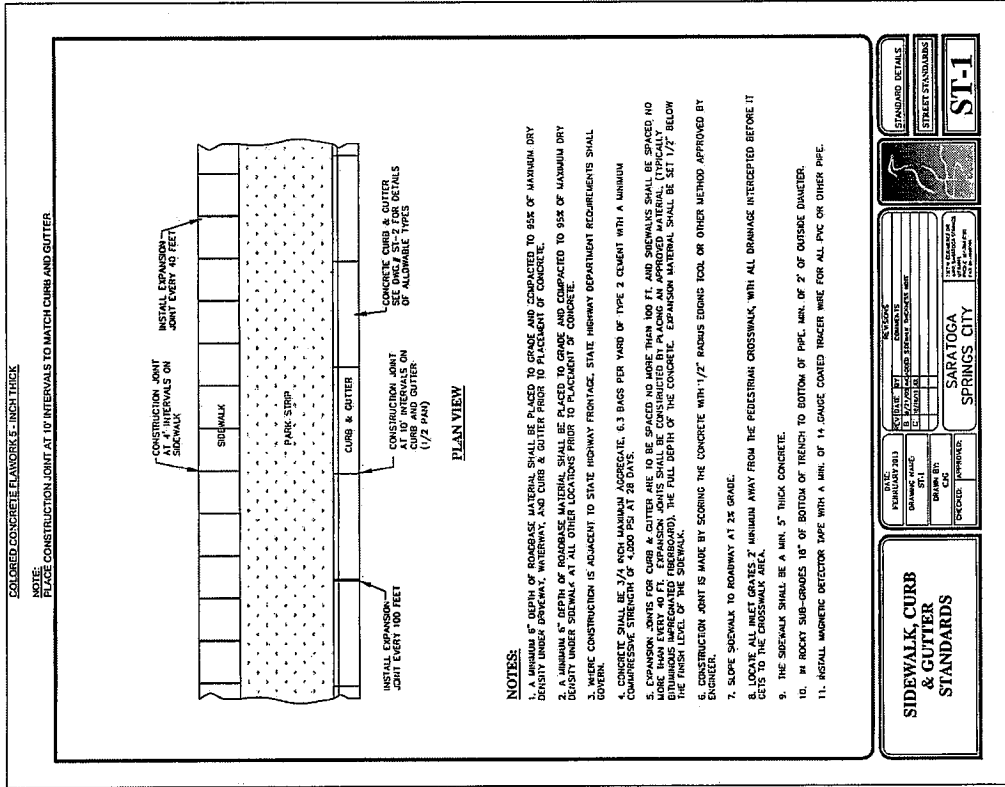 COLORED CONCRETE FLAWORK 5 - INCH THICK
NOTE:
PLACE CONSTRUCTION JOINT AT 10' INTERVALS TO MATCH CURB AND GUTTER
CONSTRUCTION JOINT
AT 4' INTERVALS ON
SIDEWALK
INSTALL EXPANSION
JOINT EVERY 40 FEET
SIDEWALK
PARK STRIP
CURB & GUTTER
INSTALL EXPANSION
JOINT EVERY 100 FEET
CONSTRUCTION JOINT
AT 10' INTERVALS ON
CURB AND GUTTER
(1/2 PAN)
CONCRETE CURB & GUTTER
SEE DWG.# ST-2 FOR DETAILS
OF ALLOWABLE TYPES
PLAN VIEW
NOTES:
1. A MINIMUM 6" DEPTH OF ROADBASE MATERIAL SHALL BE PLACED TO GRADE AND COMPACTED TO 95% OF MAXIMUM DRY
DENSITY UNDER DRIVEWAY, WATERWAY, AND CURB & GUTTER PRIOR TO PLACEMENT OF CONCRETE.
2. A MINIMUM 6" DEPTH OF ROADBASE MATERIAL SHALL BE PLACED TO GRADE AND COMPACTED TO 95% OF MAXIMUM DRY
DENSITY UNDER SIDEWALK AT ALL OTHER LOCATIONS PRIOR TO PLACEMENT OF CONCRETE.
3. WHERE CONSTRUCTION IS ADJACENT TO STATE HIGHWAY FRONTAGE, STATE HIGHWAY DEPARTMENT REQUIREMENTS SHALL
GOVERN.
4. CONCRETE SHALL BE 3/4 INCH MAXIMUM AGGREGATE, 6.3 BAGS PER YARD OF TYPE 2 CEMENT WITH A MINIMUM
COMMPRESSIVE STRENGTH OF 4,000 PSI AT 28 DAYS.
5. EXPANSION JOINTS FOR CURB & GUTTER ARE TO BE SPACED NO MORE THAN 100 FT. AND SIDEWALKS SHALL BE SPACED NO
MORE THAN EVERY 40 FT. EXPANSION JOINTS SHALL BE CONSTRUCTED BY PLACING AN APPROVED MATERIAL, (TYPICALLY
BITUMINOUS IMPREGNATED FIBERBOARD), THE FULL DEPTH OF THE CONCRETE. EXPANSION MATERIAL SHALL BE SET 1/2" BELOW
THE FINISH LEVEL OF THE SIDEWALK.
6. CONSTRUCTION JOINT IS MADE BY SCORING THE CONCRETE WITH 1/2" RADIUS EDGING TOOL OR OTHER METHOD APPROVED BY
ENGINEER.
7. SLOPE SIDEWALK TO ROADWAY AT 2% GRADE.
8. LOCATE ALL INLET GRATES 2' MINIMUM AWAY FROM THE PEDESTRIAN CROSSWALK, WITH ALL DRAINAGE INTERCEPTED BEFORE IT
GETS TO THE CROSSWALK AREA.
9. THE SIDEWALK SHALL BE A MIN. 5" THICK CONCRETE.
10. IN ROCKY SUB-GRADES 18" OF BOTTOM OF TRENCH TO BOTTOM OF PIPE. MIN. OF 2' OF OUTSIDE DIAMETER.
11. INSTALL MAGNETIC DETECTOR TAPE WITH A MIN. OF 14 GAUGE COATED TRACER WIRE FOR ALL PVC OR OTHER PIPE.
SIDEWALK, CURB
& GUTTER
STANDARDS
DATE:
FEBRUARY 2013
DRAWING NAME:
ST-1
DRAWN BY:
CJG
CHECKED: APPROVED:
REVISIONS
REV DATE BY COMMENTS
SARATOGA
SPRINGS CITY
STANDARD DETAILS
STREET STANDARDS
ST-1